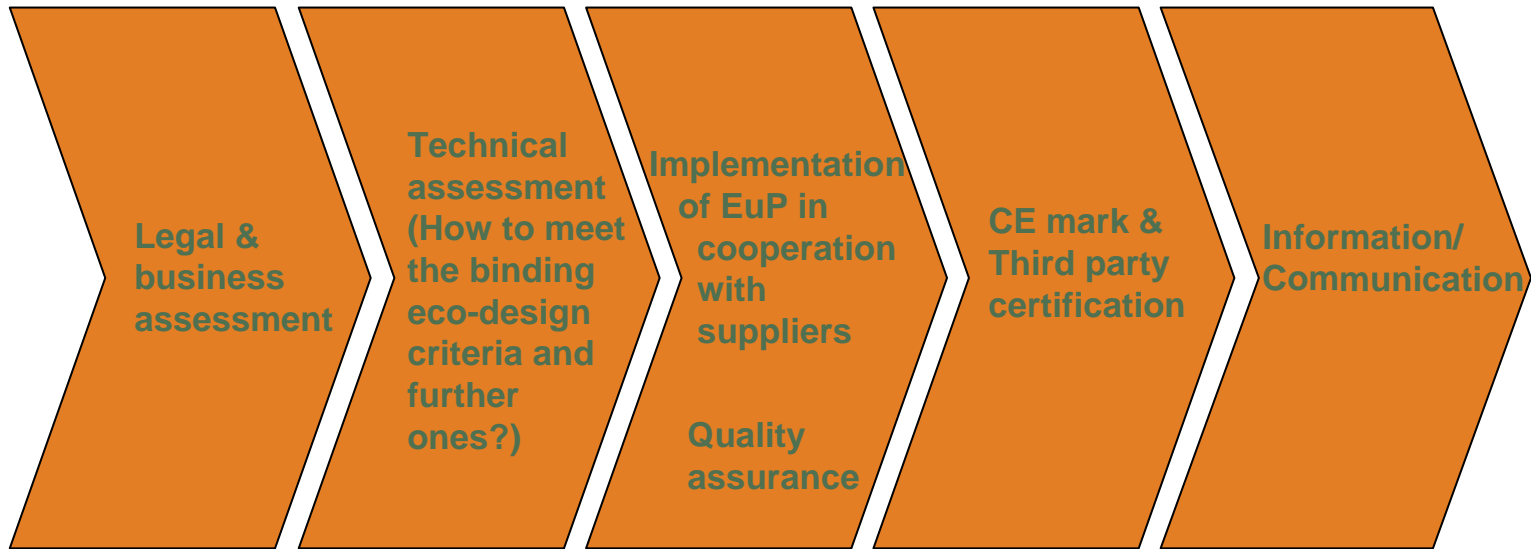 Legal &
business
assessment
Technical
assessment
(How to meet
the binding
eco-design
criteria and
further
ones?)
Implementation
of EuP in
cooperation
with
suppliers
Quality
assurance
CE mark &
Third party
certification
Information/
Communication